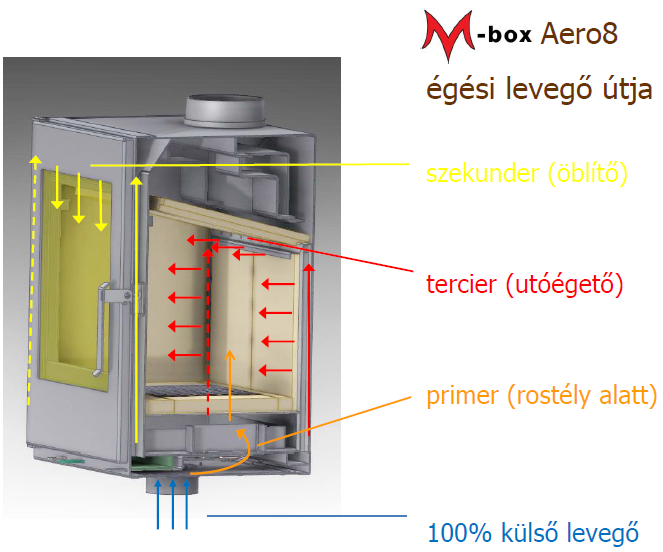 M-box Aero8
égési levegő útja
szekunder (öblítő)
tercier (utóégető)
primer (rostély alatt)
100% külső levegő